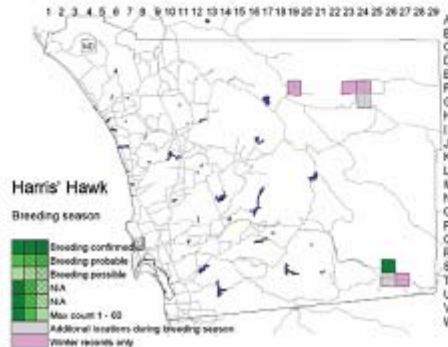 1 2 3 4 5 6 7 8 9 10 11 12 13 14 15 16 17 18 19 20 21 22 23 24 25 26 27 28 29
Harris' Hawk
Breeding season
Breeding confirmed
Breeding probable
Breeding possible
N/A
N/A
Max count 1 - 60
Additional locations during breeding season
Winter records only